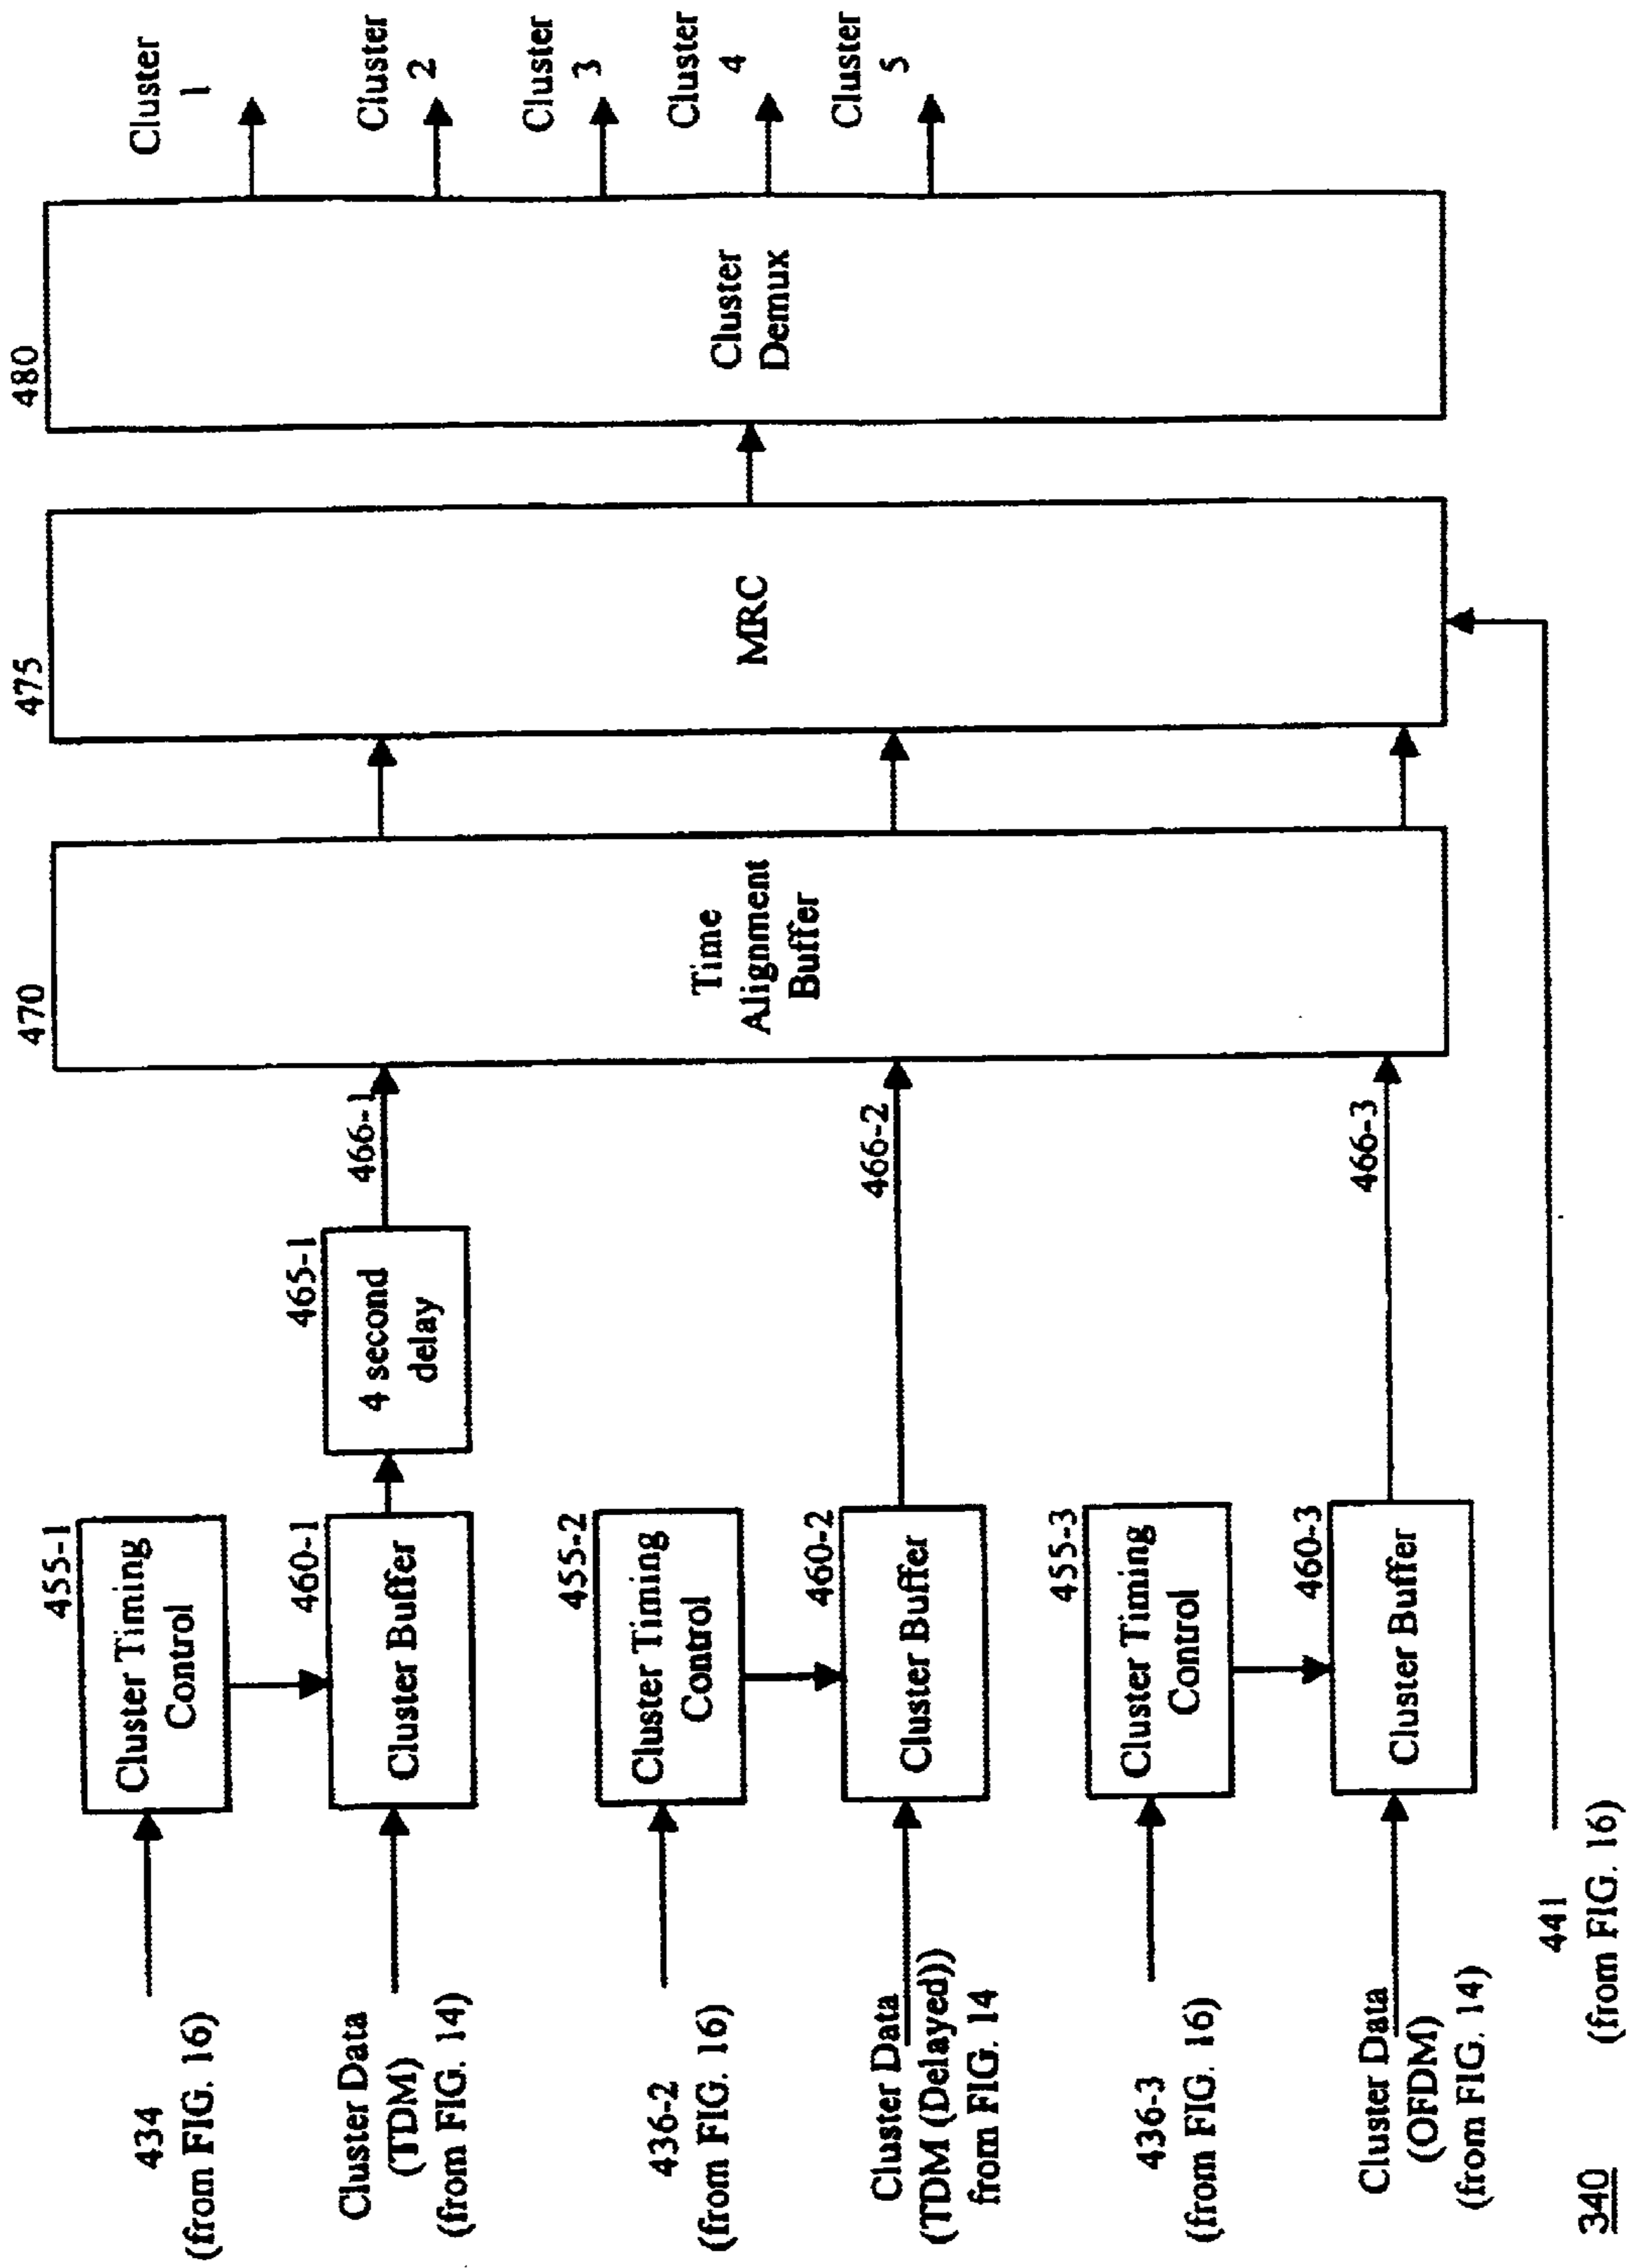 434
(from FIG. 16)
455-1
Cluster Timing
Control
Cluster Data
(TDM)
(from FIG. 14)
460-1
Cluster Buffer
465-1
4 second
delay
466-1
436-2
(from FIG. 16)
455-2
Cluster Timing
Control
Cluster Data
(TDM (Delayed))
from FIG. 14
460-2
Cluster Buffer
466-2
436-3
(from FIG. 16)
455-3
Cluster Timing
Control
Cluster Data
(OFDM)
(from FIG. 14)
460-3
Cluster Buffer
466-3
441
(from FIG. 16)
470
Time
Alignment
Buffer
475
MRC
480
Cluster
Demux
Cluster
1
Cluster
2
Cluster
3
Cluster
4
Cluster
5
340